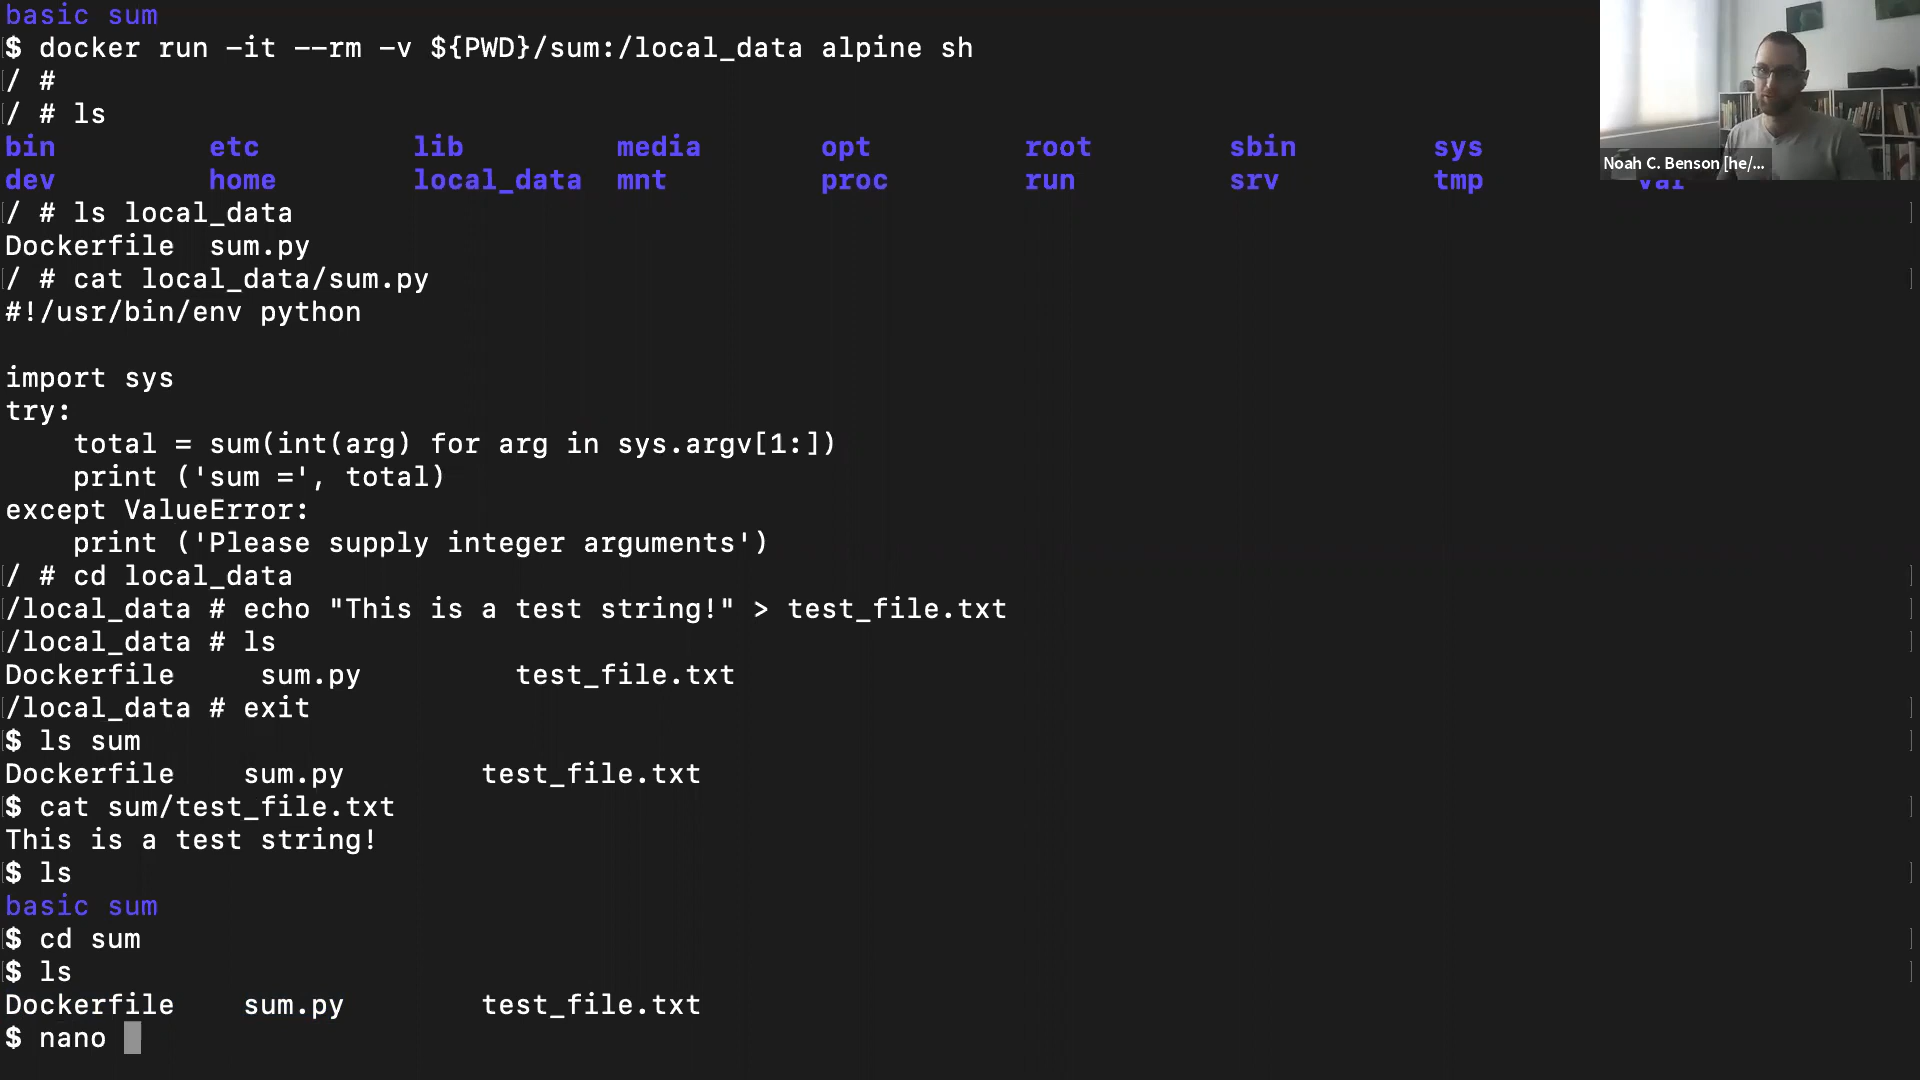 basic sum
$ docker run -it --rm -v ${PWD}/sum:/local_data alpine sh
/ #
/ # ls
bin etc lib media opt root sbin sys
dev home local_data mnt proc run srv tmp var
/ # ls local_data
Dockerfile sum.py
/ # cat local_data/sum.py
#!/usr/bin/env python
import sys
try:
    total = sum(int(arg) for arg in sys.argv[1:])
    print ('sum =', total)
except ValueError:
    print ('Please supply integer arguments')
/ # cd local_data
/local_data # echo "This is a test string!" > test_file.txt
/local_data # ls
Dockerfile sum.py test_file.txt
/local_data # exit
$ ls sum
Dockerfile sum.py test_file.txt
$ cat sum/test_file.txt
This is a test string!
$ ls
basic sum
$ cd sum
$ ls
Dockerfile sum.py test_file.txt
$ nano
Noah C. Benson [he/...